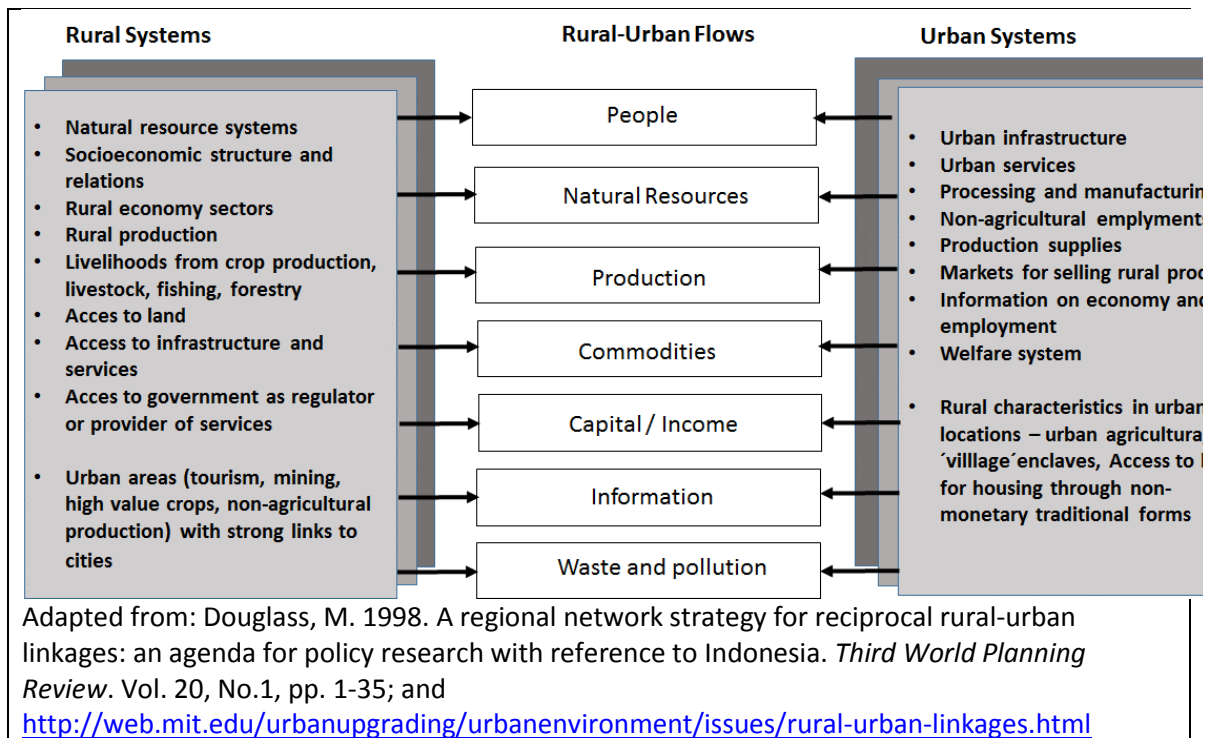 Rural Systems
Rural-Urban Flows
Urban Systems
• Natural resource systems
• Socioeconomic structure and
relations
• Rural economy sectors
• Rural production
• Livelihoods from crop production,
livestock, fishing, forestry
• Acces to land
• Access to infrastructure and
services
• Acces to government as regulator
or provider of services
• Urban areas (tourism, mining,
high value crops, non-agricultural
production) with strong links to
cities
People
Natural Resources
Production
Commodities
Capital / Income
Information
Waste and pollution
• Urban infrastructure
• Urban services
• Processing and manufacturin
• Non-agricultural emplyments
• Production supplies
• Markets for selling rural prod
• Information on economy and
employment
• Welfare system
• Rural characteristics in urban
locations – urban agricultura
´villlage´enclaves, Access to
for housing through non-
monetary traditional forms
Adapted from: Douglass, M. 1998. A regional network strategy for reciprocal rural-urban
linkages: an agenda for policy research with reference to Indonesia. Third World Planning
Review. Vol. 20, No.1, pp. 1-35; and
http://web.mit.edu/urbanupgrading/urbanenvironment/issues/rural-urban-linkages.html